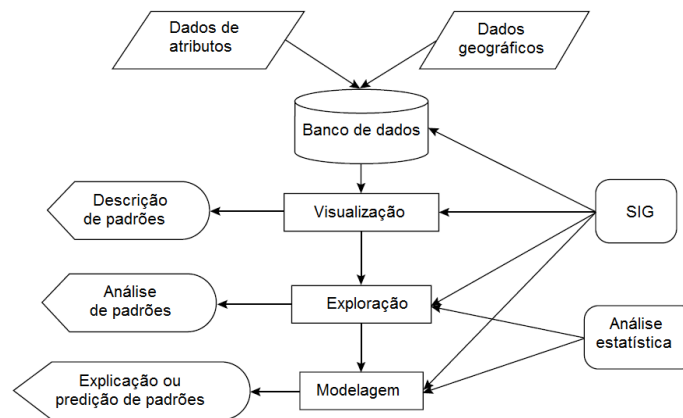 Dados de
atributos
Dados
geográficos
Banco de dados
Descrição
de padrões
Visualização
SIG
Análise
de padrões
Exploração
Análise
estatística
Explicação ou
predição de padrões
Modelagem